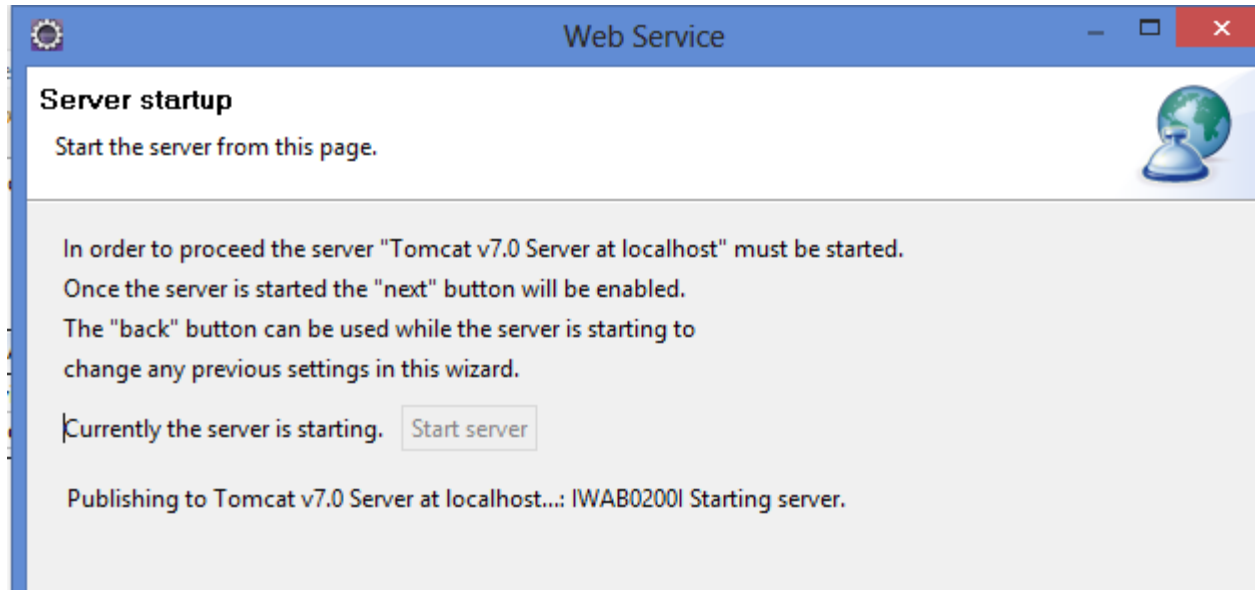 Web Service
Server startup
Start the server from this page.
In order to proceed the server "Tomcat v7.0 Server at localhost" must be started.
Once the server is started the "next" button will be enabled.
The "back" button can be used while the server is starting to
change any previous settings in this wizard.
Currently the server is starting. Start server
Publishing to Tomcat v7.0 Server at localhost...: IWAB0200I Starting server.